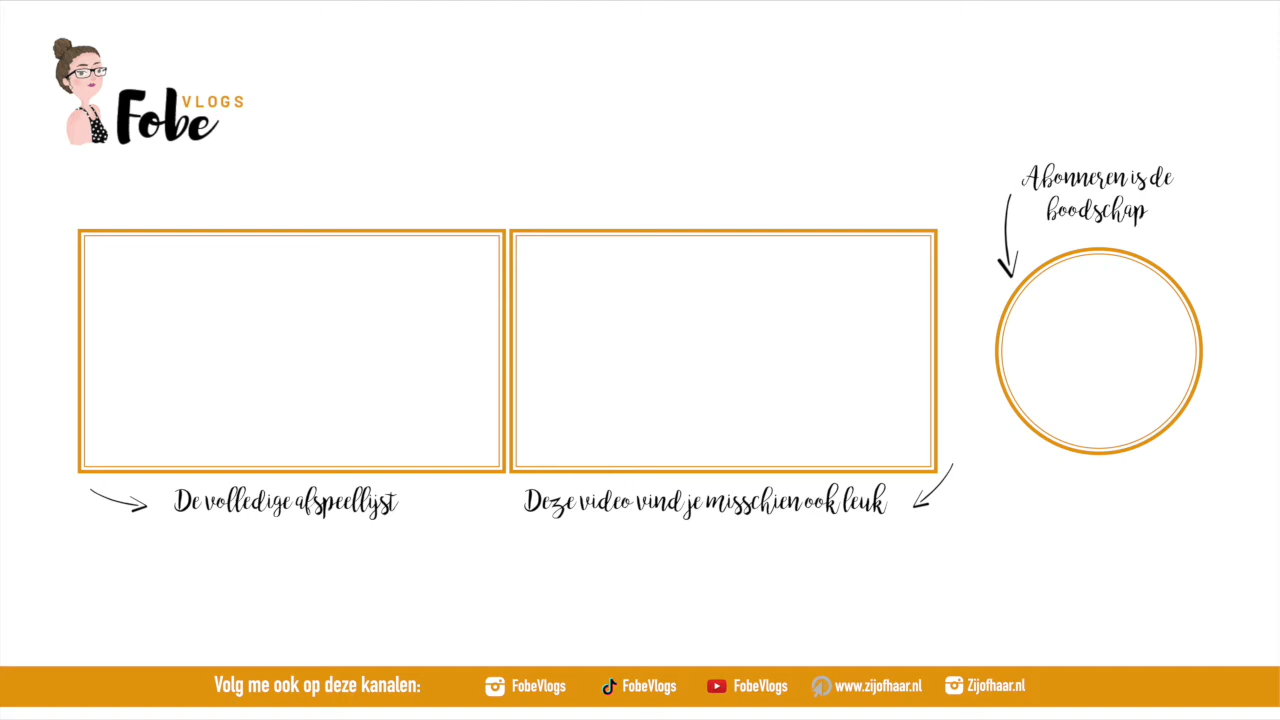 VLOGS
Fobe
Abonneren is de
boodschap
De volledige afspeellijst
Deze video vind je misschien ook leuk
Volg me ook op deze kanalen: FobeVlogs FobeVlogs FobeVlogs www.zijofhaar.nl Zijofhaar.nl